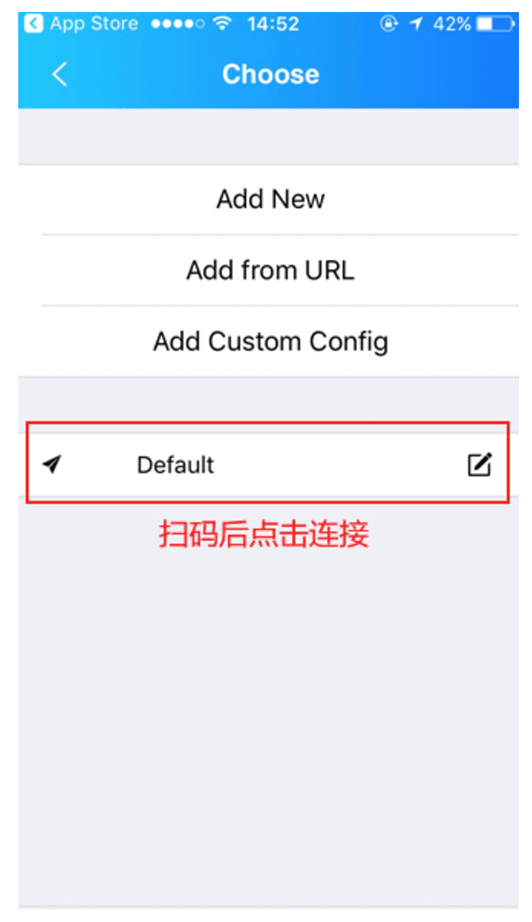 App Store 14:52 42%
Choose
Add New
Add from URL
Add Custom Config
Default
扫码后点击连接